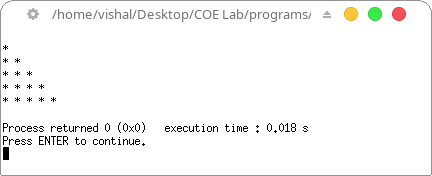 /home/vishal/Desktop/COE Lab/programs/
*
* *
* * *
* * * *
* * * * *
Process returned 0 (0x0)   execution time : 0.018 s
Press ENTER to continue.